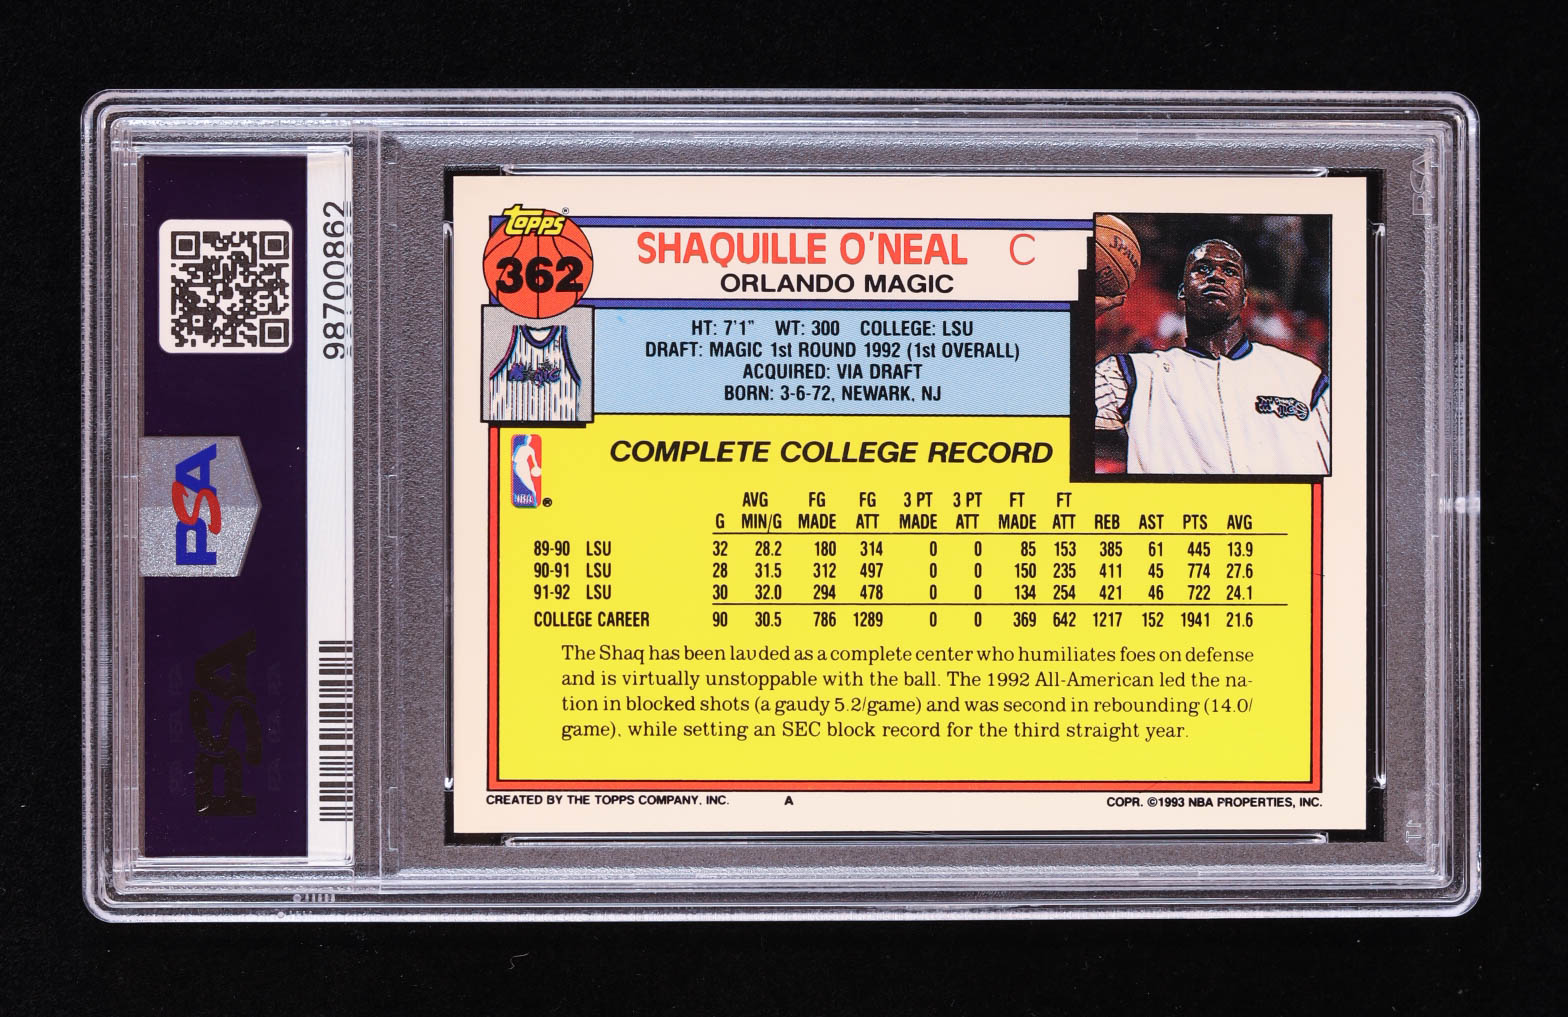 98700862
PSA
PSA
TOPPS®
362
SHAQUILLE O'NEAL C
ORLANDO MAGIC
HT: 7'1" WT: 300 COLLEGE: LSU
DRAFT: MAGIC 1st ROUND 1992 (1st OVERALL)
ACQUIRED: VIA DRAFT
BORN: 3-6-72, NEWARK, NJ
Magic
NBA ®
COMPLETE COLLEGE RECORD
AVG FG FG 3 PT 3 PT FT FT
G MIN/G MADE ATT MADE ATT MADE ATT REB AST PTS AVG
89-90 LSU 32 28.2 180 314 0 0 85 153 385 61 445 13.9
90-91 LSU 28 31.5 312 497 0 0 150 235 411 45 774 27.6
91-92 LSU 30 32.0 294 478 0 0 134 254 421 46 722 24.1
COLLEGE CAREER 90 30.5 786 1289 0 0 369 642 1217 152 1941 21.6
The Shaq has been lauded as a complete center who humiliates foes on defense
and is virtually unstoppable with the ball. The 1992 All-American led the na-
tion in blocked shots (a gaudy 5.2/game) and was second in rebounding (14.0/
game), while setting an SEC block record for the third straight year.
CREATED BY THE TOPPS COMPANY, INC. A COPR. ©1993 NBA PROPERTIES, INC.